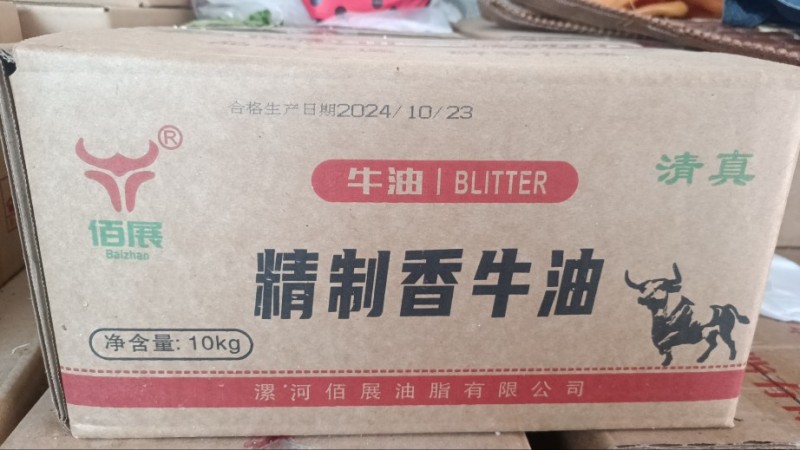 合格生产日期2024/10/23
®
牛油 | BLITTER
清真
佰展
Baizhan
精制香牛油
净含量: 10kg
漯河佰展油脂有限公司